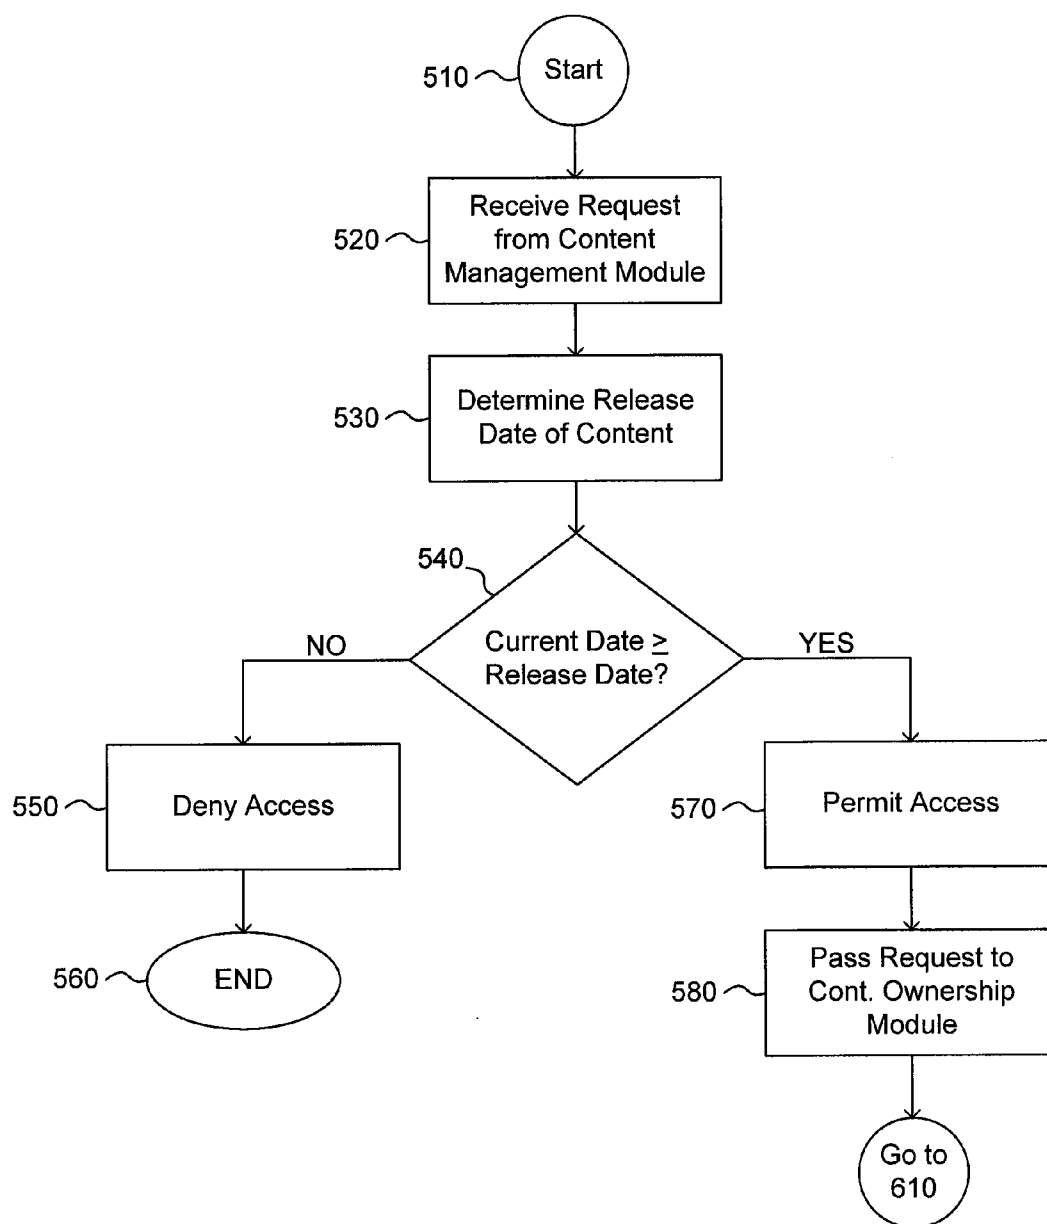 Start
510
Receive Request
from Content
Management Module
520
Determine Release
Date of Content
530
540
Current Date ≥
Release Date?
NO
YES
Deny Access
550
Permit Access
570
END
560
Pass Request to
Cont. Ownership
Module
580
Go to
610